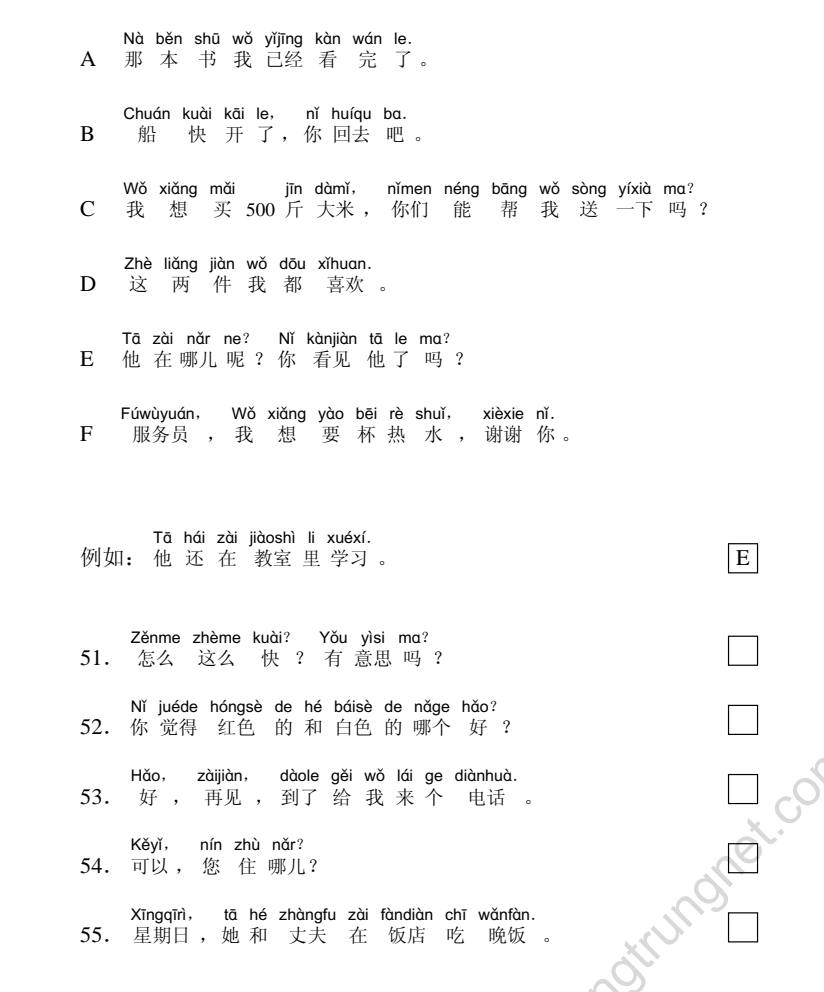 Nà běn shū wǒ yǐjīng kàn wán le.
A 那 本 书 我 已经 看 完 了。
Chuán kuài kāi le, nǐ huíqu ba.
B 船 快 开 了，你 回去 吧。
Wǒ xiǎng mǎi jīn dàmǐ, nǐmen néng bāng wǒ sòng yíxià ma?
C 我 想 买 500 斤 大米，你们 能 帮 我 送 一下 吗？
Zhè liǎng jiàn wǒ dōu xǐhuan.
D 这 两 件 我 都 喜欢。
Tā zài nǎr ne? Nǐ kànjiàn tā le ma?
E 他 在 哪儿 呢？你 看见 他 了 吗？
Fúwùyuán, Wǒ xiǎng yào bēi rè shuǐ, xièxie nǐ.
F 服务员，我 想 要 杯 热 水，谢谢 你。
Tā hái zài jiàoshì li xuéxí.
例如： 他 还 在 教室 里 学习。 E
Zěnme zhème kuài? Yǒu yìsi ma?
51. 怎么 这么 快？有 意思 吗？
Nǐ juéde hóngsè de hé báisè de nǎge hǎo?
52. 你 觉得 红色 的 和 白色 的 哪个 好？
Hǎo, zàijiàn, dàole gěi wǒ lái ge diànhuà.
53. 好，再见，到了 给 我 来 个 电话。
Kěyǐ, nín zhù nǎr?
54. 可以，您 住 哪儿？
Xīngqīrì, tā hé zhàngfu zài fàndiàn chī wǎnfàn.
55. 星期日，她 和 丈夫 在 饭店 吃 晚饭。